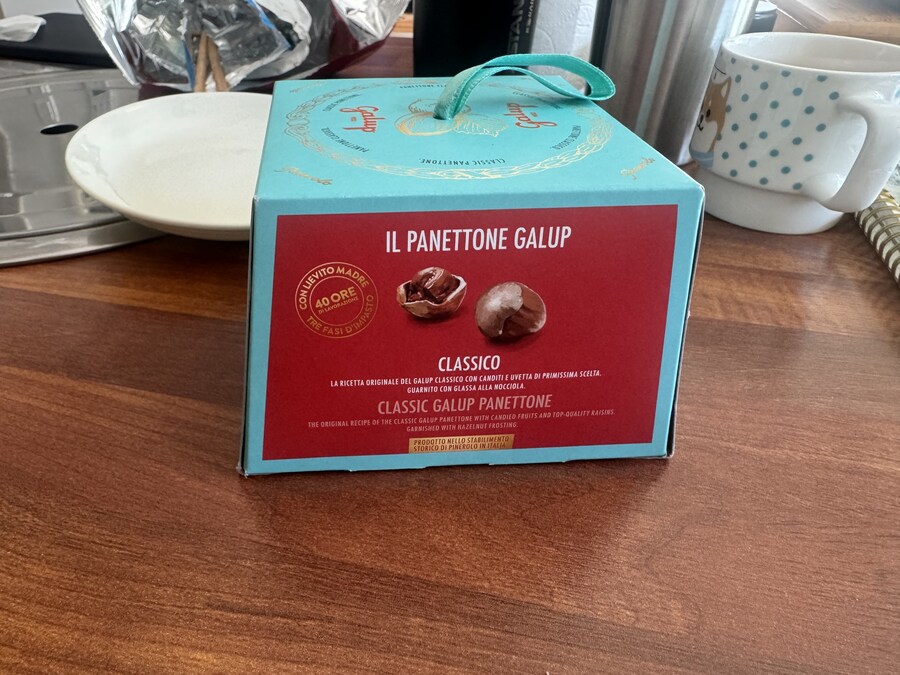 galup
galup
PANETTONE CLASSICO
CLASSIC PANETTONE
IL PANETTONE GALUP
CON LIEVITO MADRE
40 ORE
DI LAVORAZIONE
TRE FASI D'IMPASTO
CLASSICO
LA RICETTA ORIGINALE DEL GALUP CLASSICO CON CANDITI E UVETTA DI PRIMISSIMA SCELTA.
GUARNITO CON GLASSA ALLA NOCCIOLA.
CLASSIC GALUP PANETTONE
THE ORIGINAL RECIPE OF THE CLASSIC GALUP PANETTONE WITH CANDIED FRUITS AND TOP-QUALITY RAISINS
GARNISHED WITH HAZELNUT FROSTING.
PRODOTTO NELLO STABILIMENTO
STORICO DI PINEROLO IN ITALIA